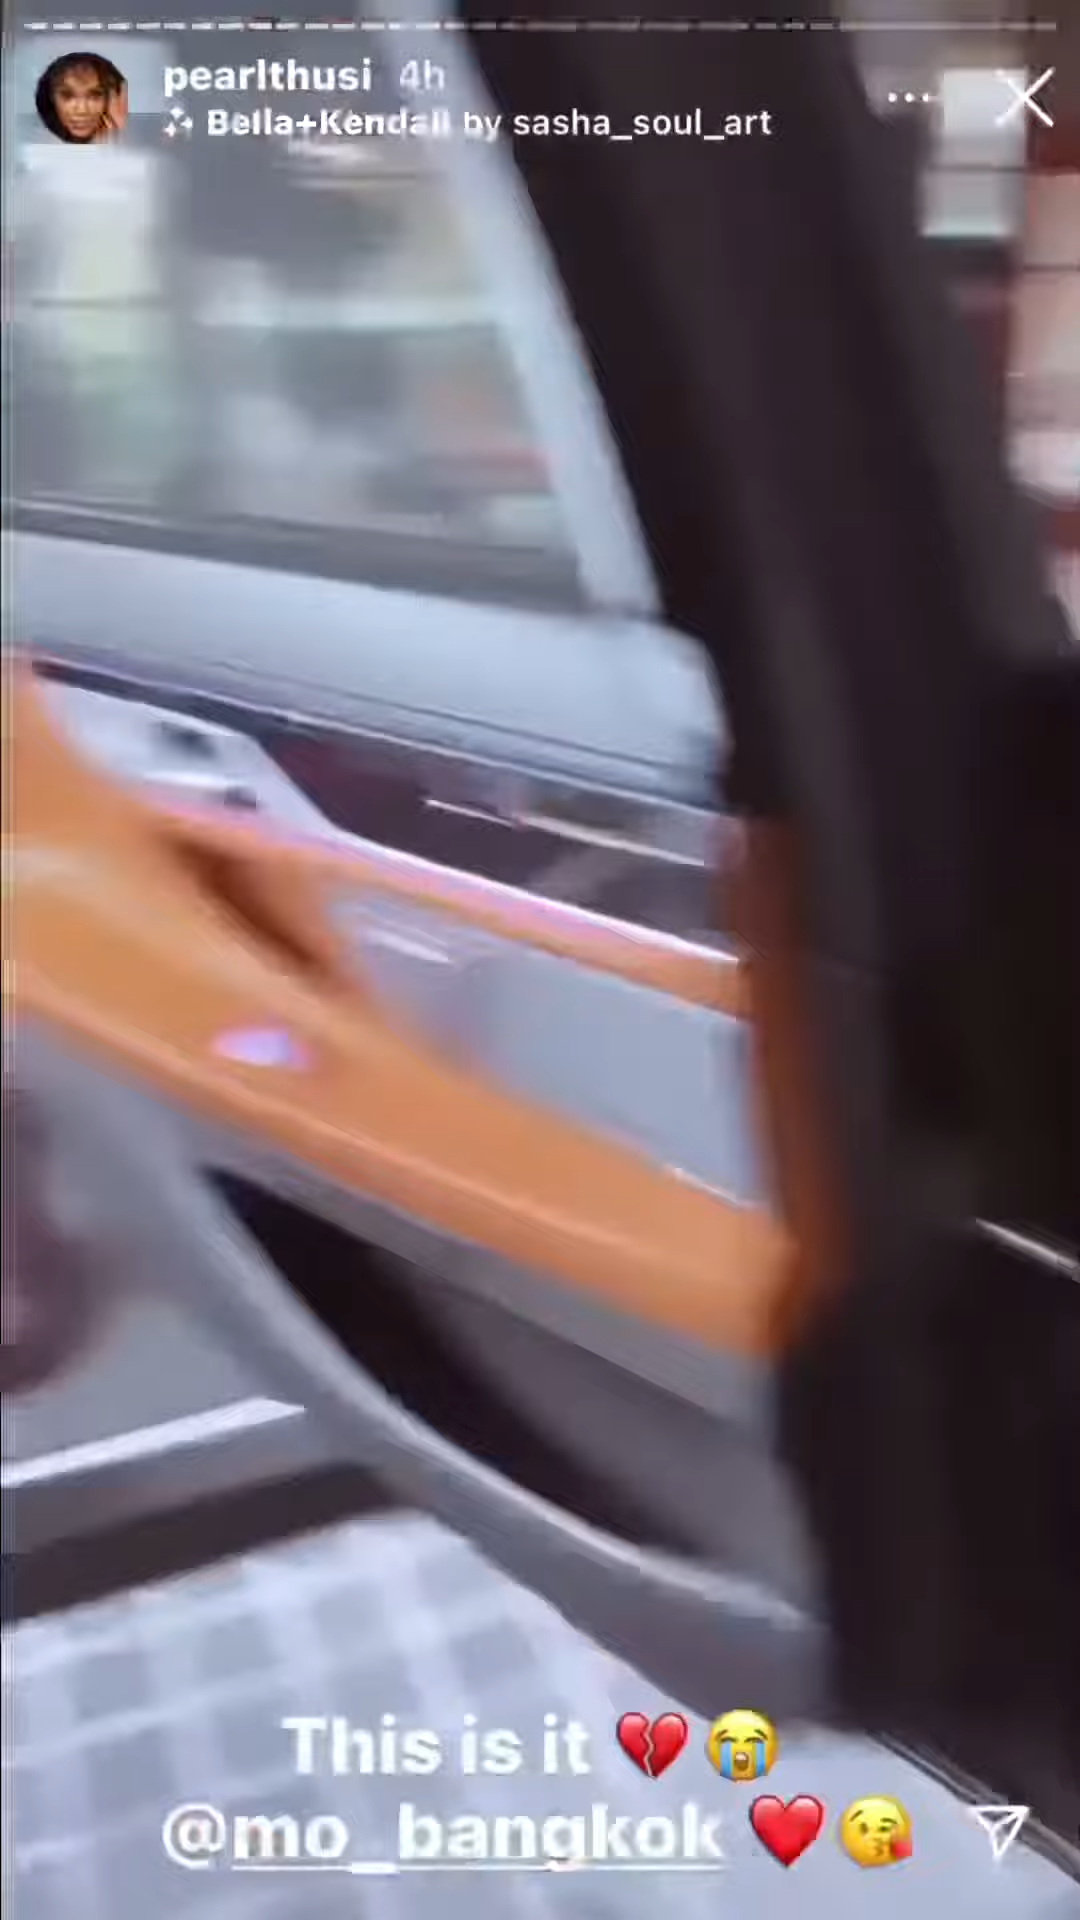 pearlthusi 4h
Bella+Kendall by sasha_soul_art
This is it 💔😭
@mo_bangkok ❤️😘